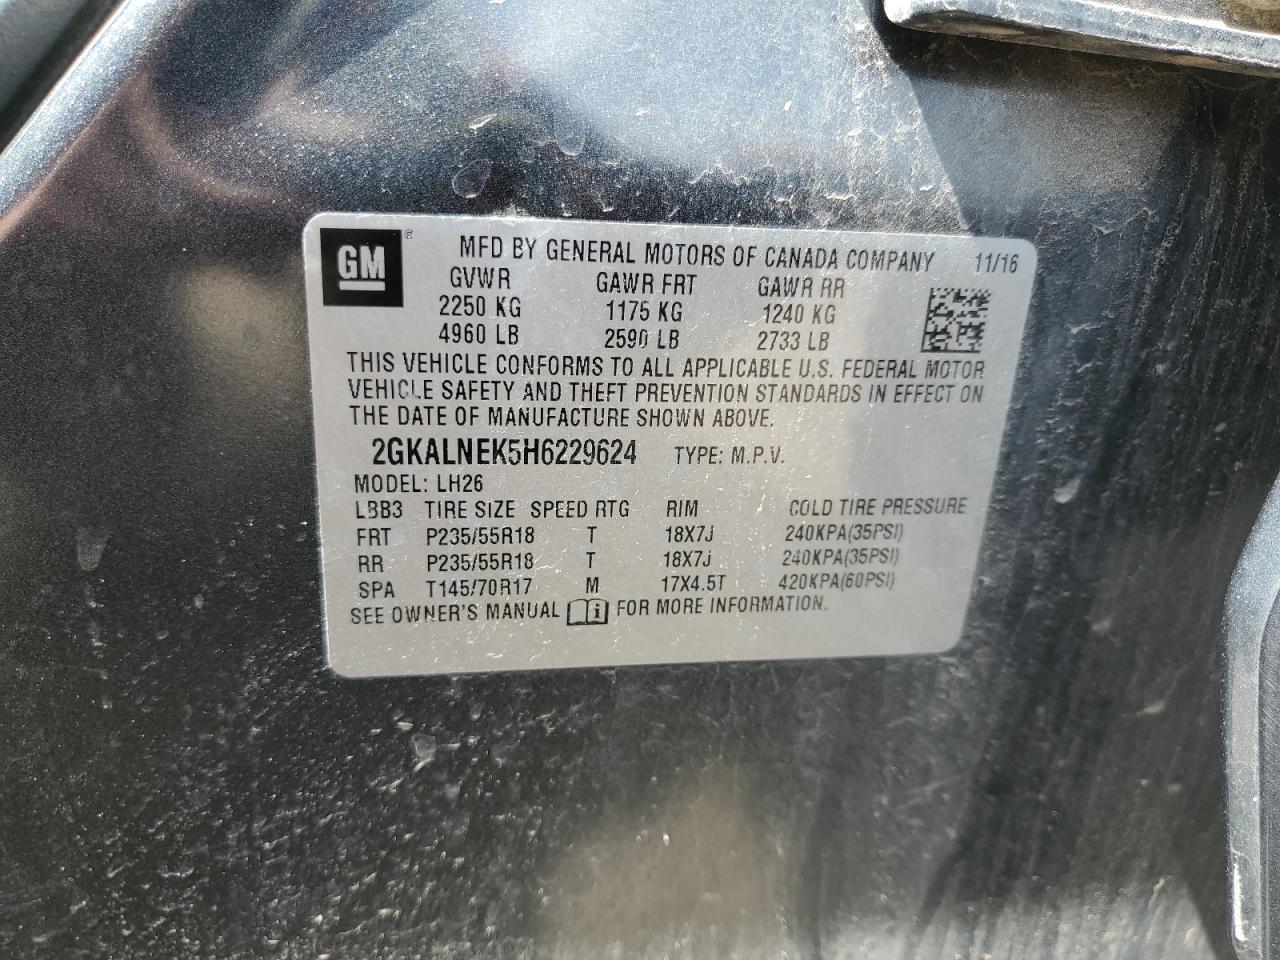 GM ®
MFD BY GENERAL MOTORS OF CANADA COMPANY 11/16
GVWR GAWR FRT GAWR RR
2250 KG 1175 KG 1240 KG
4960 LB 2590 LB 2733 LB
THIS VEHICLE CONFORMS TO ALL APPLICABLE U.S. FEDERAL MOTOR
VEHICLE SAFETY AND THEFT PREVENTION STANDARDS IN EFFECT ON
THE DATE OF MANUFACTURE SHOWN ABOVE.
2GKALNEK5H6229624 TYPE: M.P.V.
MODEL: LH26
LBB3 TIRE SIZE SPEED RTG RIM COLD TIRE PRESSURE
FRT P235/55R18 T 18X7J 240KPA(35PSI)
RR P235/55R18 T 18X7J 240KPA(35PSI)
SPA T145/70R17 M 17X4.5T 420KPA(60PSI)
SEE OWNER'S MANUAL i FOR MORE INFORMATION.